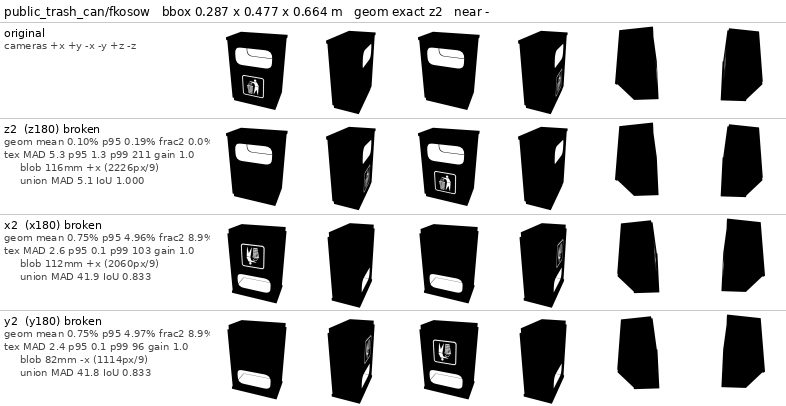 public_trash_can/fkosow   bbox 0.287 x 0.477 x 0.664 m   geom exact z2   near -
original
cameras +x +y -x -y +z -z
z2  (z180) broken
geom mean 0.10% p95 0.19% frac2 0.0%
tex MAD 5.3 p95 1.3 p99 211 gain 1.0
blob 116mm +x (2226px/9)
union MAD 5.1 IoU 1.000
x2  (x180) broken
geom mean 0.75% p95 4.96% frac2 8.9%
tex MAD 2.6 p95 0.1 p99 103 gain 1.0
blob 112mm +x (2060px/9)
union MAD 41.9 IoU 0.833
y2  (y180) broken
geom mean 0.75% p95 4.97% frac2 8.9%
tex MAD 2.4 p95 0.1 p99 96 gain 1.0
blob 82mm -x (1114px/9)
union MAD 41.8 IoU 0.833